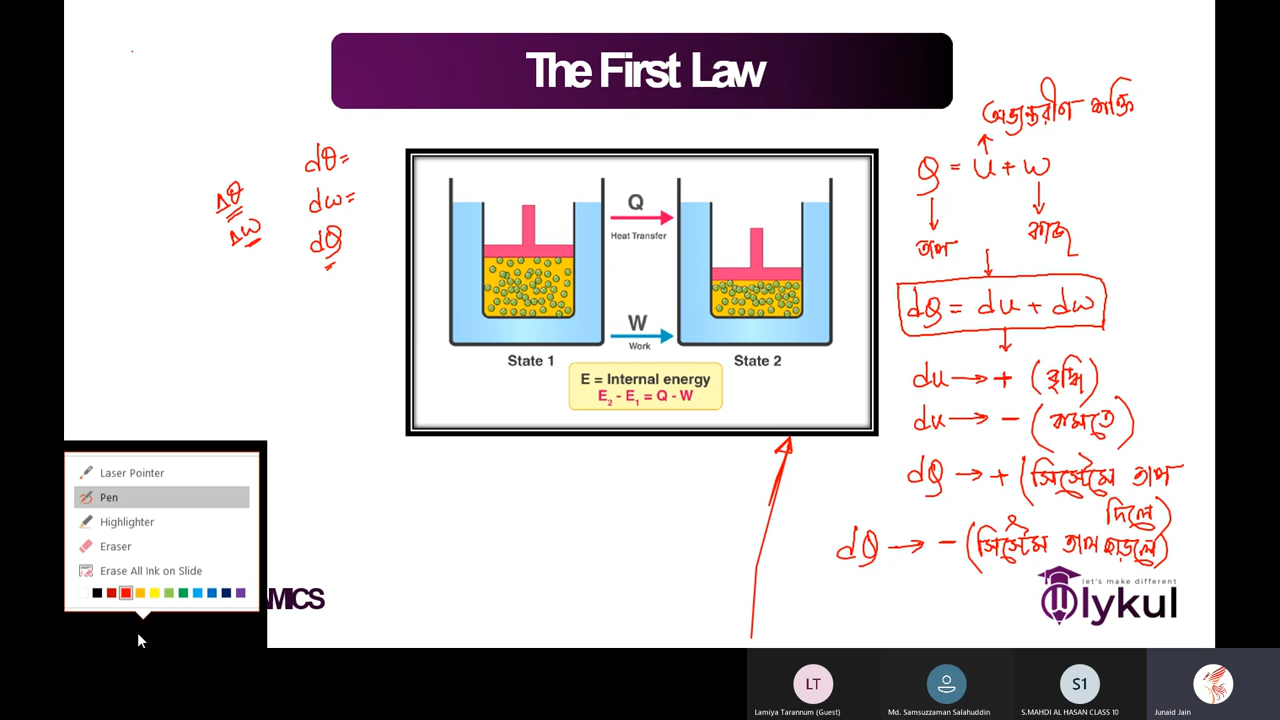 The First Law
অভ্যন্তরীণ শক্তি
Q = u + w
তাপ
কাজ
dθ=
dw=
dQ
Δθ
Δw
Q
Heat Transfer
W
Work
State 1
State 2
E = Internal energy
E₂ - E₁ = Q - W
dQ = du + dw
du → + (বৃদ্ধি)
du → - (কমতে)
dQ → + (সিস্টেমে তাপ দিলে)
dQ → - (সিস্টেম তাপ ছাড়লে)
Laser Pointer
Pen
Highlighter
Eraser
Erase All Ink on Slide
MICS
let's make different
lykul
LT
S1
Lamiya Tarannum (Guest)
Md. Samsuzzaman Salahuddin
S.MAHDI AL HASAN CLASS 10
Junaid Jain